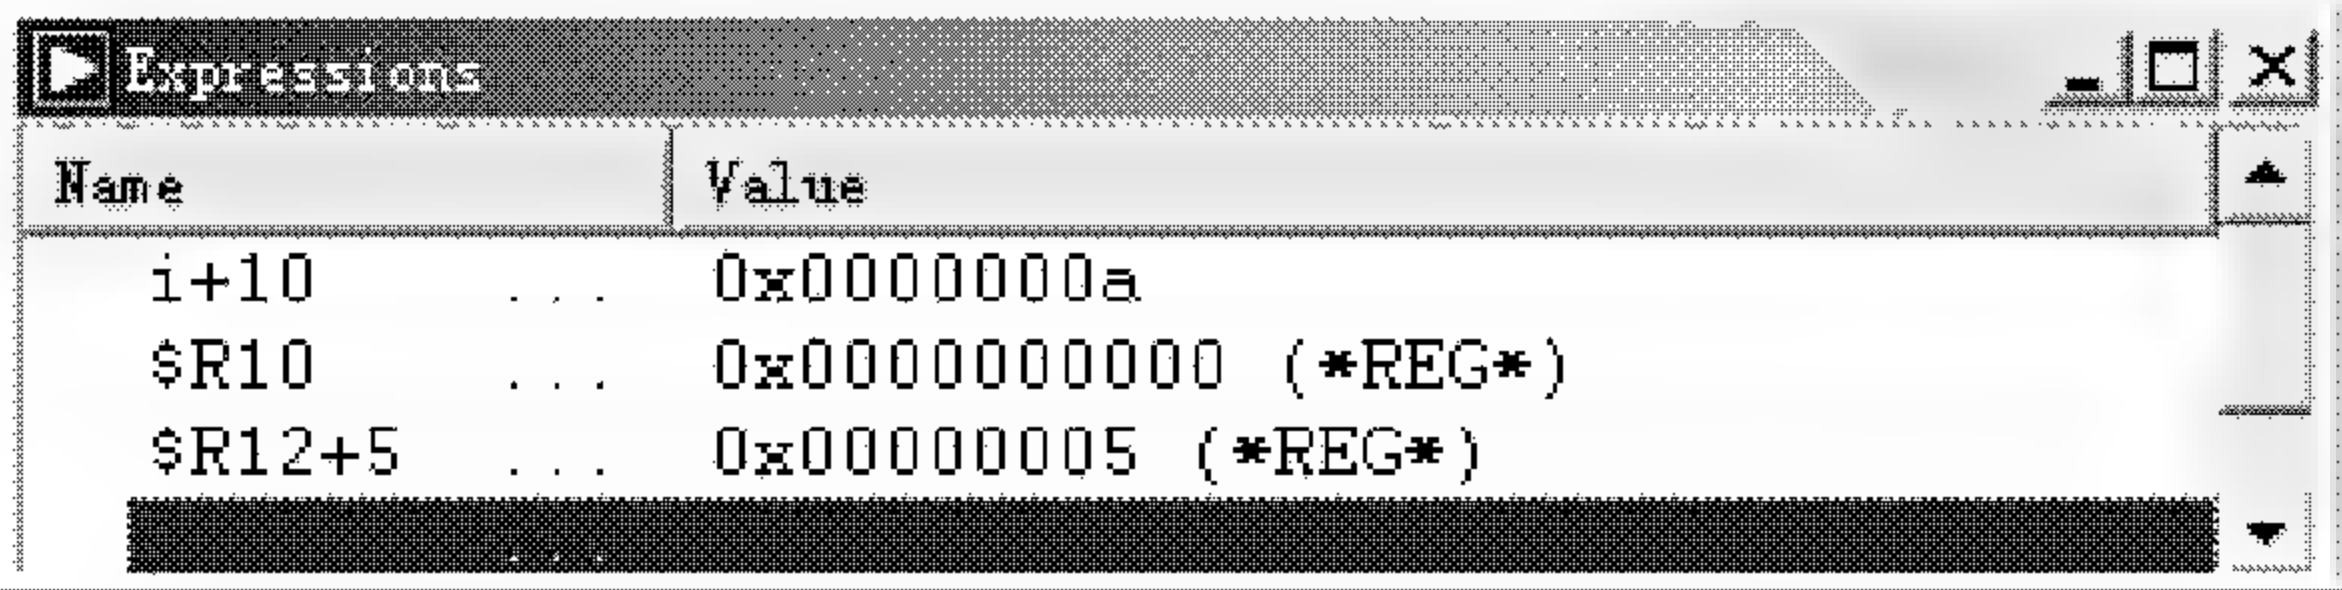 Expressions
Name Value
i+10 ... 0x0000000a
$R10 ... 0x0000000000 (*REG*)
$R12+5 ... 0x00000005 (*REG*)
...